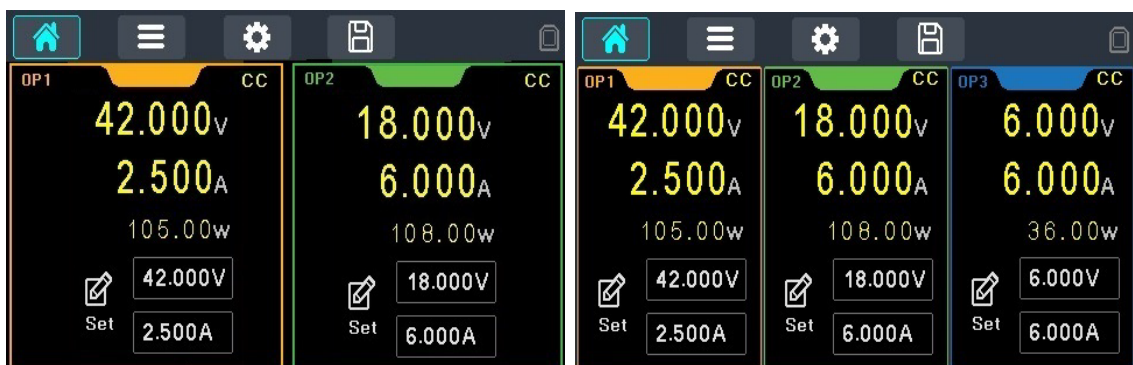 OP1 CC
42.000V
2.500A
105.00W
42.000V
Set
2.500A
OP2 CC
18.000V
6.000A
108.00W
18.000V
Set
6.000A
OP1 CC
42.000V
2.500A
105.00W
42.000V
Set
2.500A
OP2 CC
18.000V
6.000A
108.00W
18.000V
Set
6.000A
OP3 CC
6.000V
6.000A
36.00W
6.000V
Set
6.000A